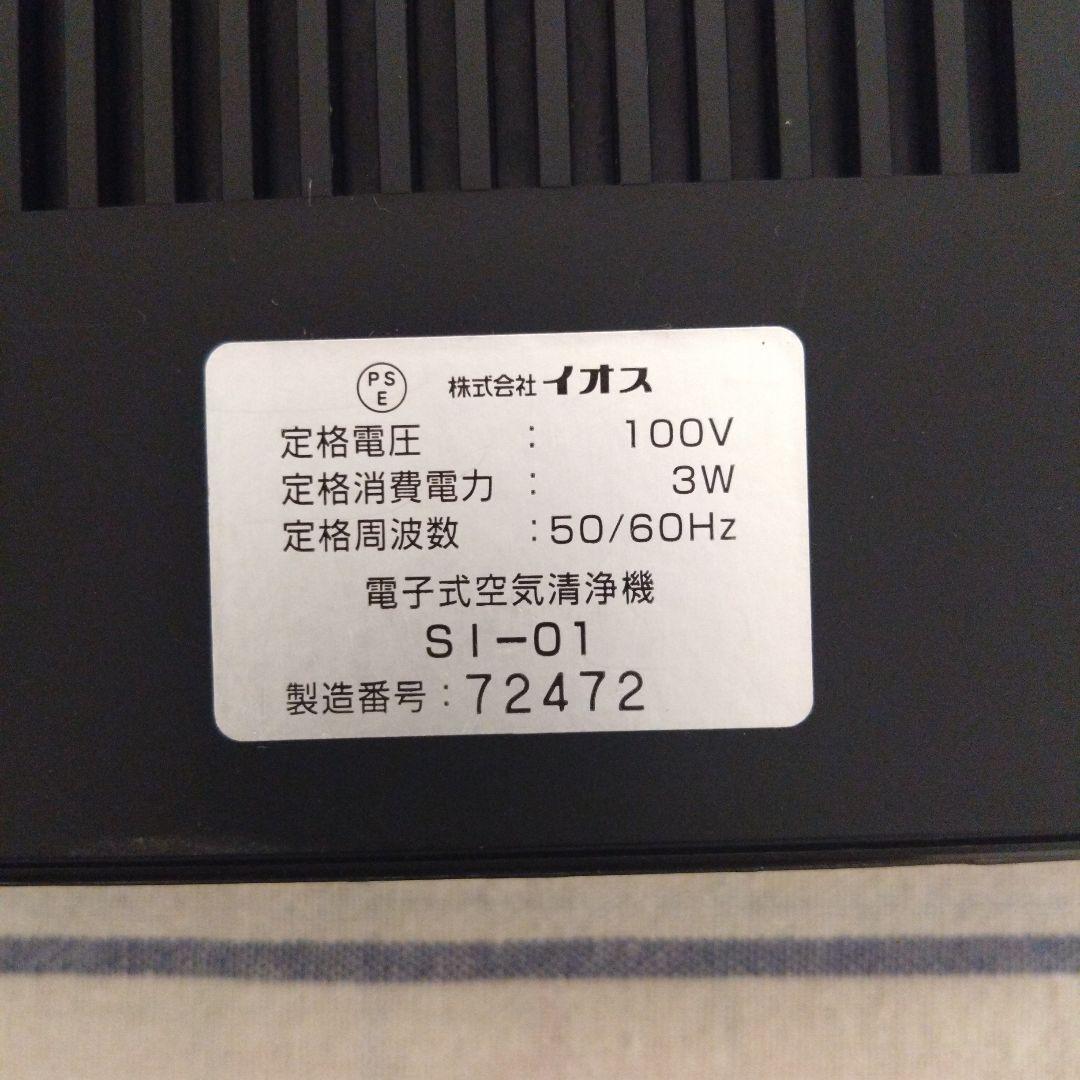 PSE 株式会社イオス
定格電圧 : 100V
定格消費電力 : 3W
定格周波数 : 50/60Hz
電子式空気清浄機
SI-01
製造番号 : 72472